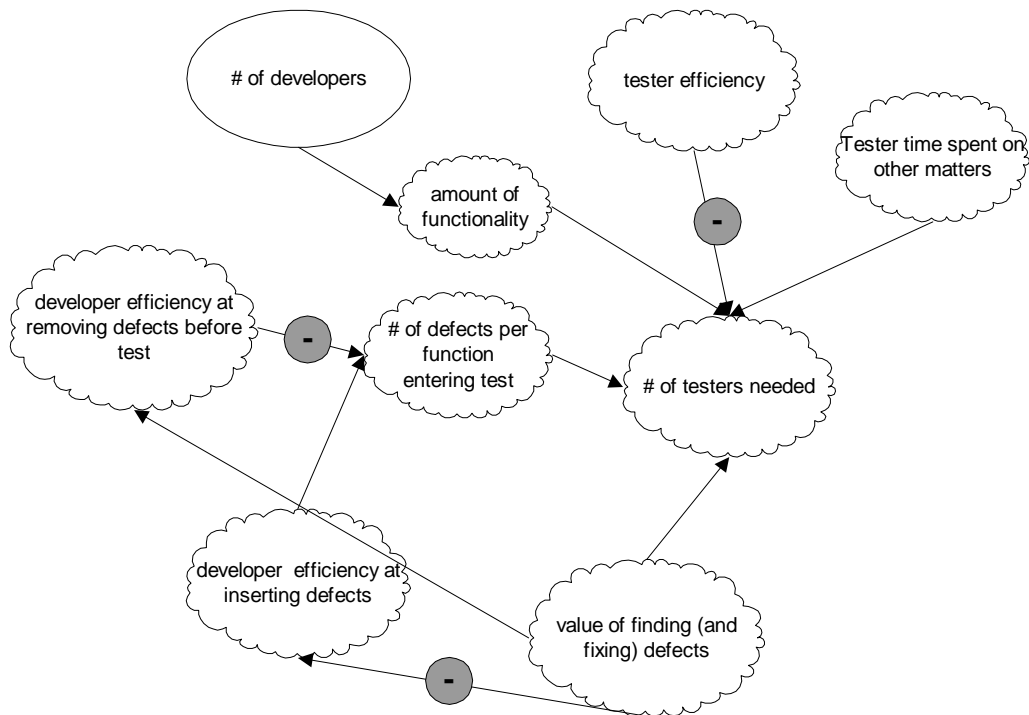 # of developers
tester efficiency
Tester time spent on
other matters
amount of
functionality
-
developer efficiency at
removing defects before
test
-
# of defects per
function
entering test
# of testers needed
developer  efficiency at
inserting defects
value of finding (and
fixing) defects
-